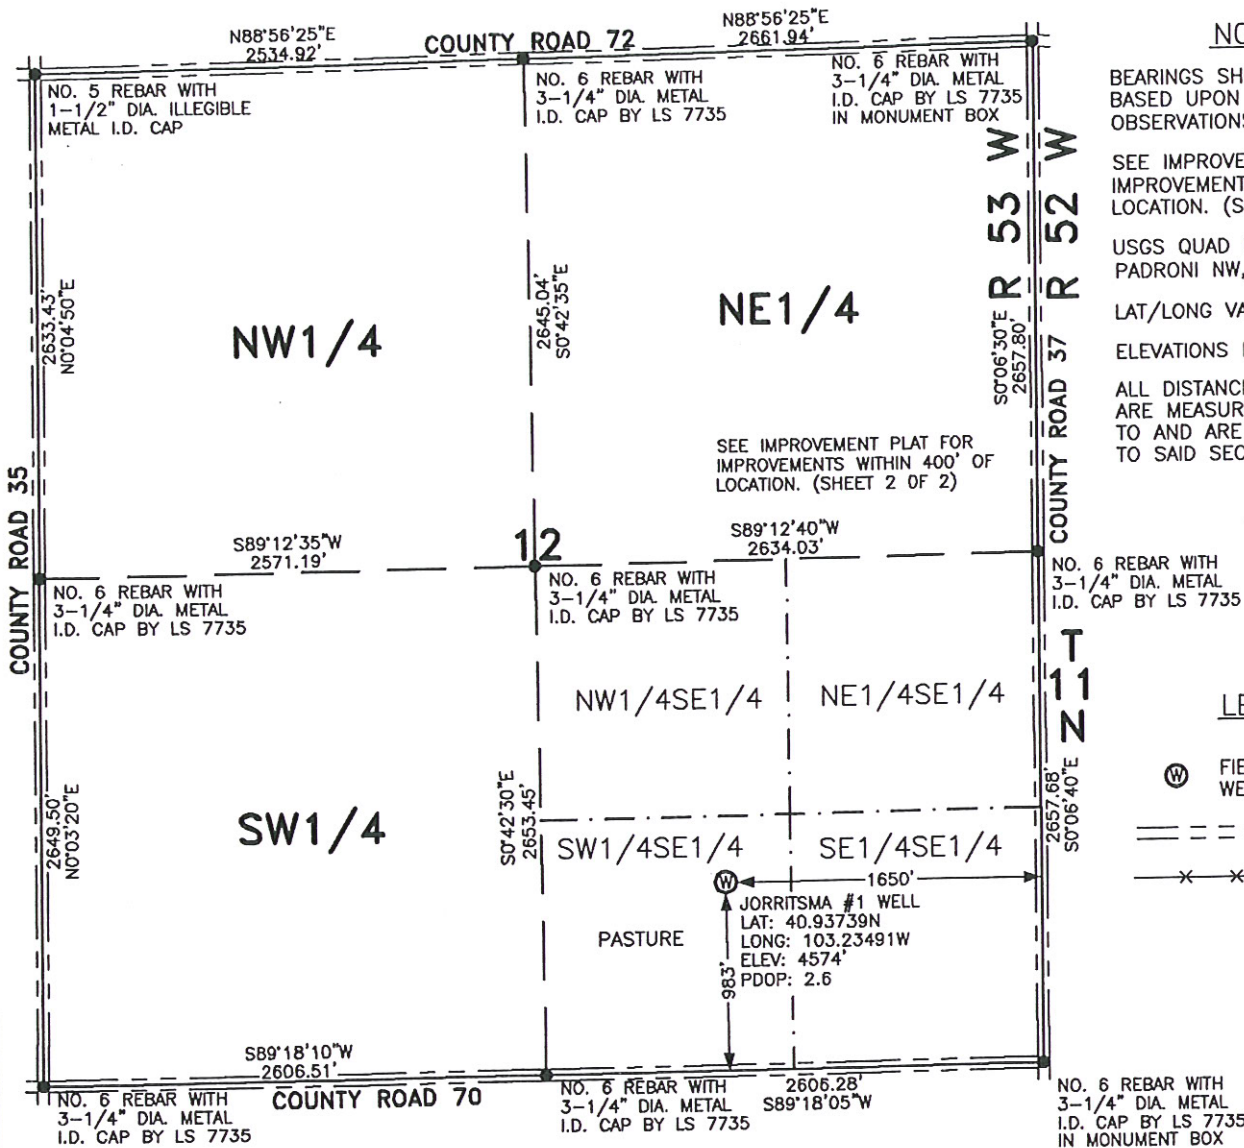 N88°56'25"E
2534.92'
COUNTY ROAD 72
N88°56'25"E
2661.94'
NO. 5 REBAR WITH
1-1/2" DIA. ILLEGIBLE
METAL I.D. CAP
NO. 6 REBAR WITH
3-1/4" DIA. METAL
I.D. CAP BY LS 7735
NO. 6 REBAR WITH
3-1/4" DIA. METAL
I.D. CAP BY LS 7735
IN MONUMENT BOX
NO
BEARINGS SH
BASED UPON
OBSERVATIONS
SEE IMPROVE
IMPROVEMENT
LOCATION. (S
USGS QUAD
PADRONI NW,
LAT/LONG VA
ELEVATIONS
ALL DISTANC
ARE MEASUR
TO AND ARE
TO SAID SEC
R 53 W
R 52 W
2633.43'
N0°04'50"E
NW1/4
2645.04'
S0°42'35"E
NE1/4
S0°06'30"E
2657.80'
COUNTY ROAD 37
SEE IMPROVEMENT PLAT FOR
IMPROVEMENTS WITHIN 400' OF
LOCATION. (SHEET 2 OF 2)
COUNTY ROAD 35
S89°12'35"W
2571.19'
12
S89°12'40"W
2634.03'
NO. 6 REBAR WITH
3-1/4" DIA. METAL
I.D. CAP BY LS 7735
NO. 6 REBAR WITH
3-1/4" DIA. METAL
I.D. CAP BY LS 7735
NO. 6 REBAR WITH
3-1/4" DIA. METAL
I.D. CAP BY LS 7735
T
11
N
NW1/4SE1/4
NE1/4SE1/4
LE
W
FIE
WE
2649.50'
N0°03'20"E
SW1/4
S0°42'30"E
2653.45'
2657.68'
S0°06'40"E
SW1/4SE1/4
SE1/4SE1/4
W
1650'
JORRITSMA #1 WELL
LAT: 40.93739N
LONG: 103.23491W
ELEV: 4574'
PDOP: 2.6
PASTURE
983'
S89°18'10"W
2606.51'
COUNTY ROAD 70
2606.28'
S89°18'05"W
NO. 6 REBAR WITH
3-1/4" DIA. METAL
I.D. CAP BY LS 7735
NO. 6 REBAR WITH
3-1/4" DIA. METAL
I.D. CAP BY LS 7735
NO. 6 REBAR WITH
3-1/4" DIA. METAL
I.D. CAP BY LS 7735
IN MONUMENT BOX